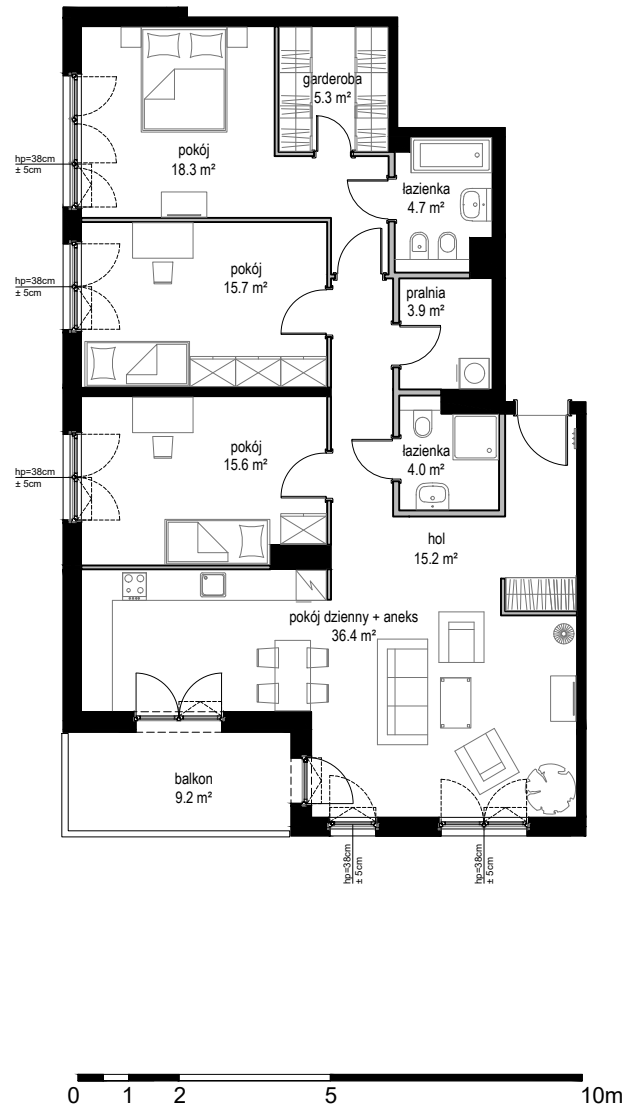 garderoba
5.3 m²
pokój
18.3 m²
hp=38cm
± 5cm
łazienka
4.7 m²
pokój
15.7 m²
hp=38cm
± 5cm
pralnia
3.9 m²
pokój
15.6 m²
łazienka
4.0 m²
hp=38cm
± 5cm
hol
15.2 m²
pokój dzienny + aneks
36.4 m²
balkon
9.2 m²
hp=38cm
± 5cm
hp=38cm
± 5cm
0 1 2 5 10m